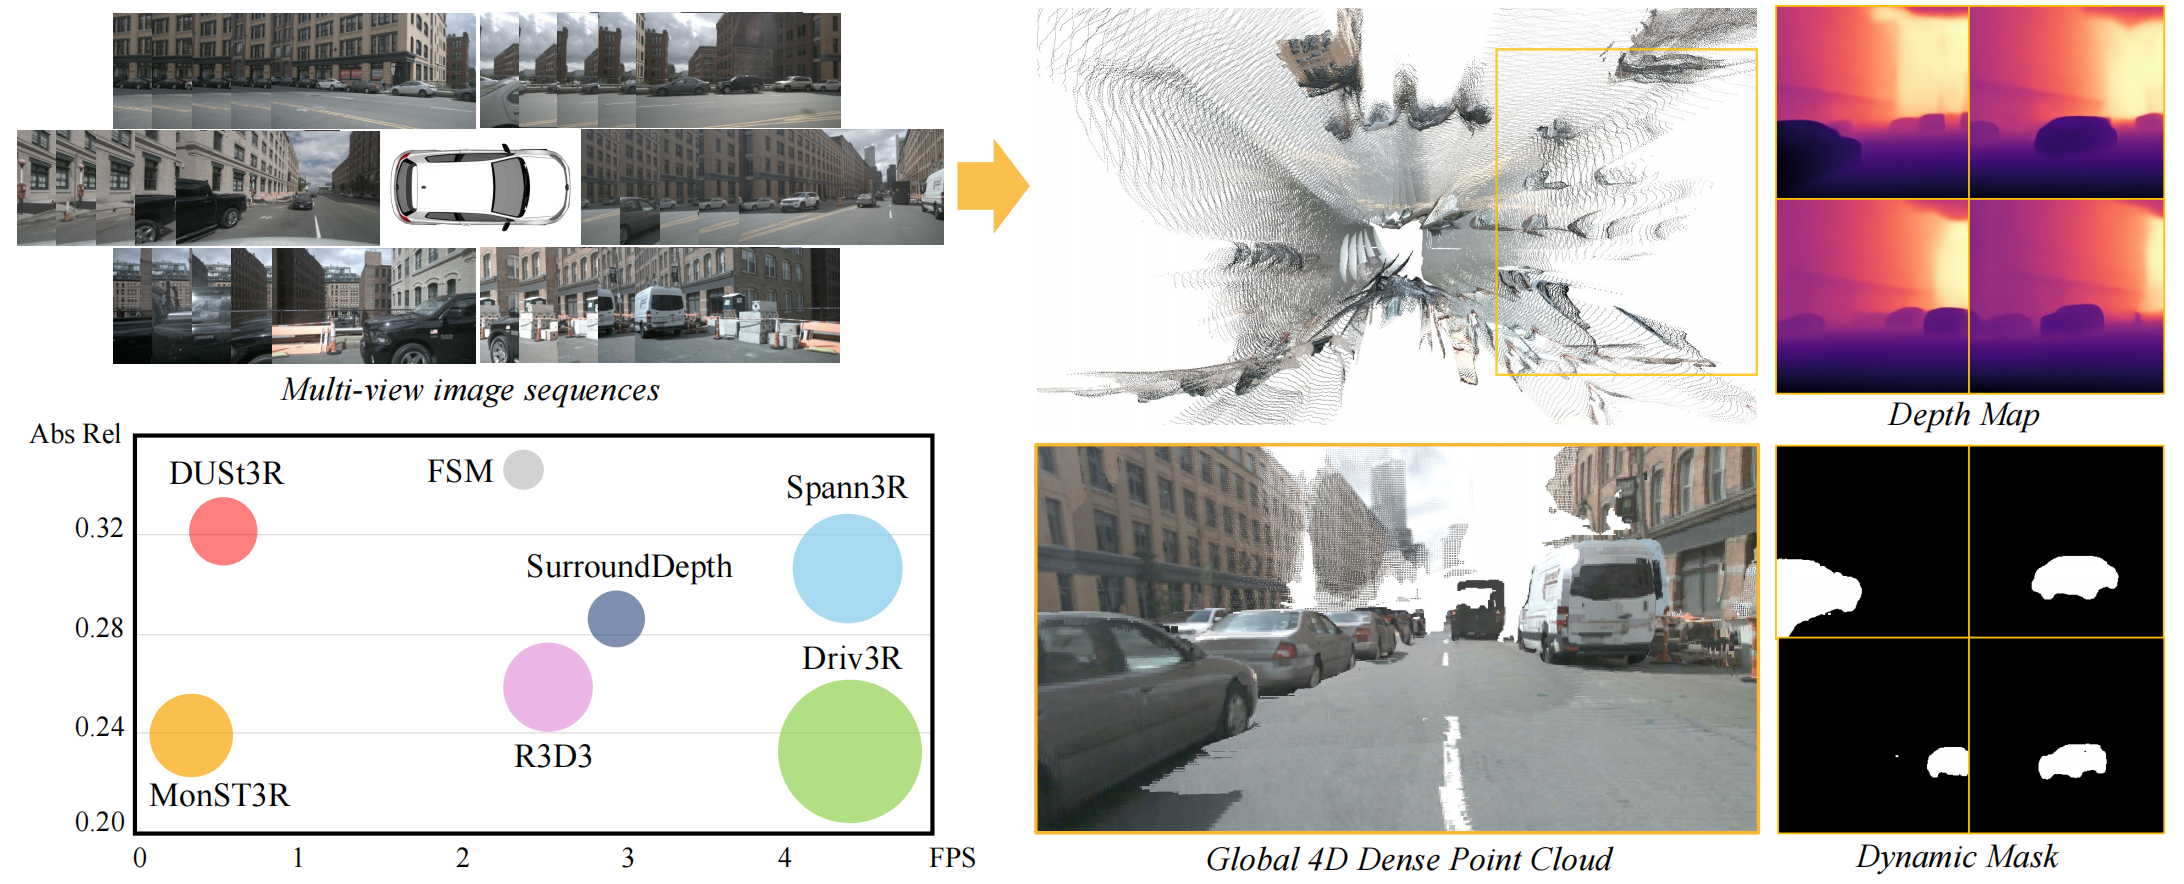 Multi-view image sequences
Depth Map
Abs Rel
DUSt3R
FSM
Spann3R
0.32
SurroundDepth
0.28
Driv3R
0.24
R3D3
MonST3R
0.20
0
1
2
3
4
FPS
Global 4D Dense Point Cloud
Dynamic Mask